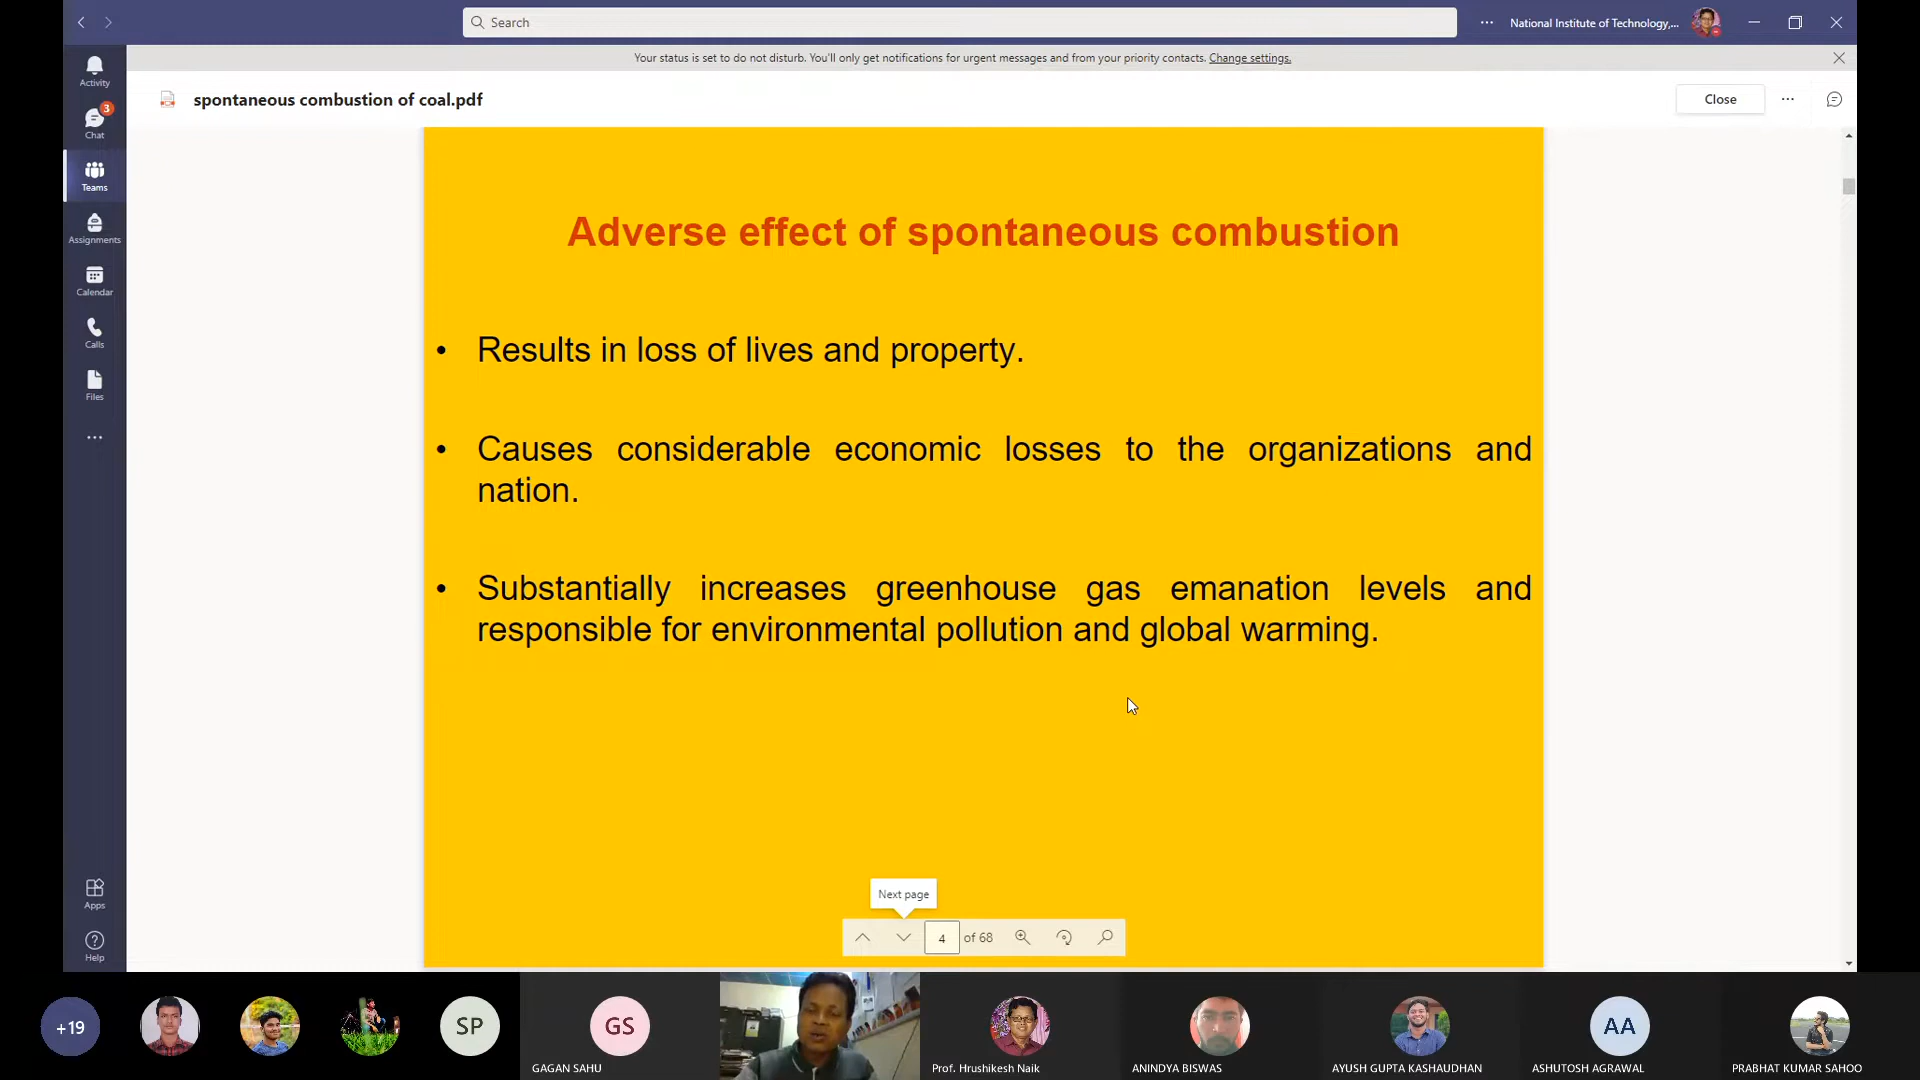 Search
National Institute of Technology,...
Your status is set to do not disturb. You'll only get notifications for urgent messages and from your priority contacts. Change settings.
Activity
3
Chat
Teams
Assignments
Calendar
Calls
Files
Apps
Help
spontaneous combustion of coal.pdf
Close
Adverse effect of spontaneous combustion
• Results in loss of lives and property.
• Causes considerable economic losses to the organizations and
nation.
• Substantially increases greenhouse gas emanation levels and
responsible for environmental pollution and global warming.
Next page
4 of 68
+19
SP
GS
GAGAN SAHU
Prof. Hrushikesh Naik
ANINDYA BISWAS
AYUSH GUPTA KASHAUDHAN
AA
ASHUTOSH AGRAWAL
PRABHAT KUMAR SAHOO